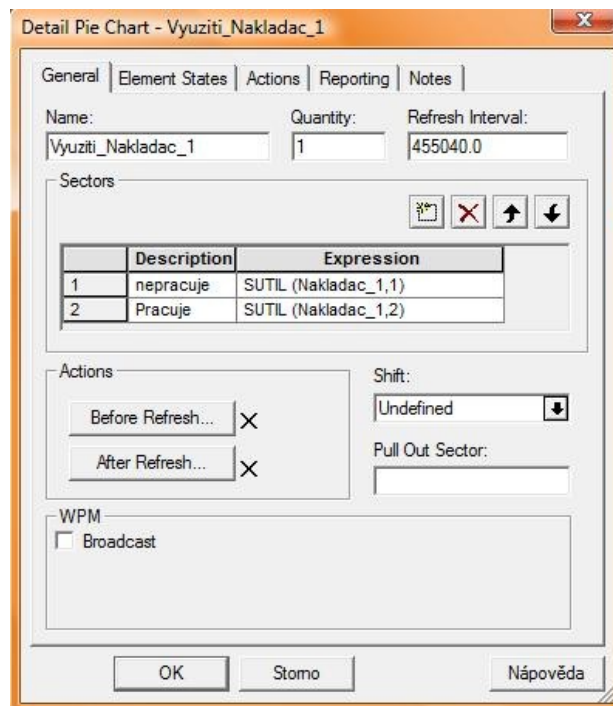 Detail Pie Chart - Vyuziti_Nakladac_1
General Element States Actions Reporting Notes
Name: Quantity: Refresh Interval:
Vyuziti_Nakladac_1 1 455040.0
Sectors
Description Expression
1 nepracuje SUTIL (Nakladac_1,1)
2 Pracuje SUTIL (Nakladac_1,2)
Actions Shift:
Before Refresh... Undefined
After Refresh... Pull Out Sector:
WPM
Broadcast
OK Storno Nápověda